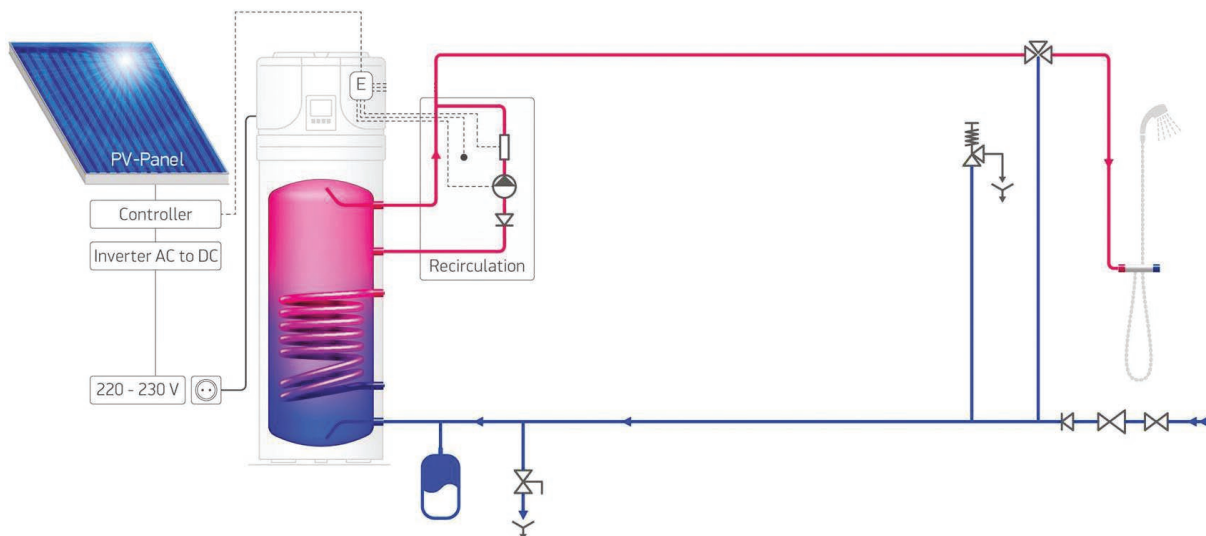 PV-Panel
Controller
Inverter AC to DC
220 - 230 V
E
Recirculation